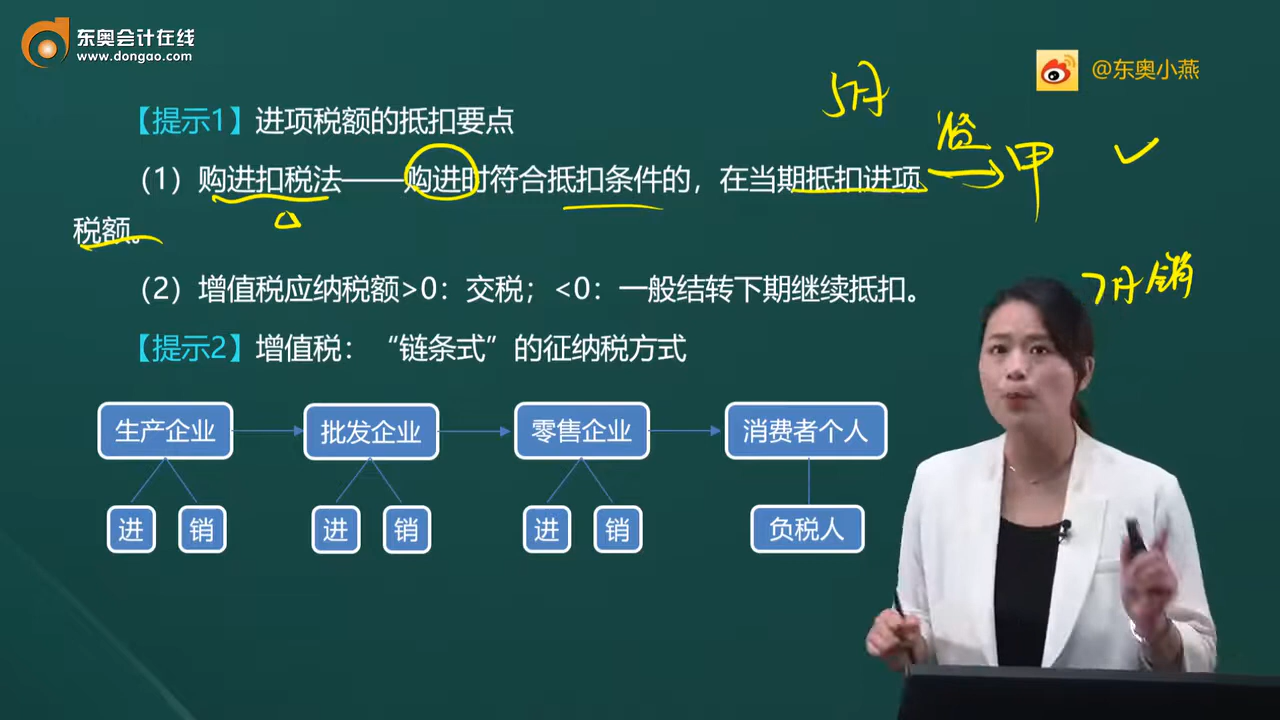 东奥会计在线
www.dongao.com
@东奥小燕
5月
【提示1】进项税额的抵扣要点
（1）购进扣税法——购进时符合抵扣条件的，在当期抵扣进项
税额。
甲
7月销
（2）增值税应纳税额>0：交税；<0：一般结转下期继续抵扣。
【提示2】增值税：“链条式”的征纳税方式
生产企业 批发企业 零售企业 消费者个人
进 销 进 销 进 销 负税人